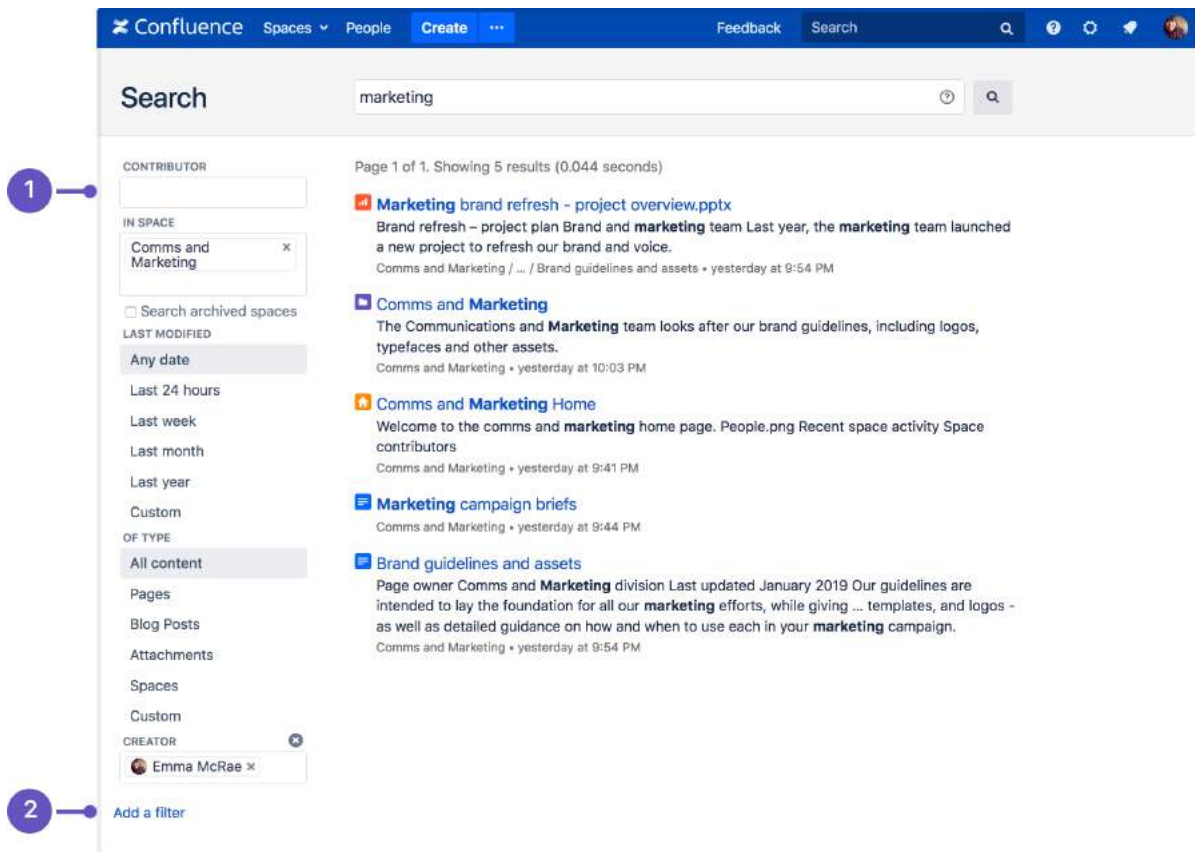 Confluence Spaces People Create ··· Feedback Search
Search
marketing
1
CONTRIBUTOR
IN SPACE
Comms and
Marketing ×
Search archived spaces
LAST MODIFIED
Any date
Last 24 hours
Last week
Last month
Last year
Custom
OF TYPE
All content
Pages
Blog Posts
Attachments
Spaces
Custom
CREATOR
Emma McRae ×
2
Add a filter
Page 1 of 1. Showing 5 results (0.044 seconds)
Marketing brand refresh - project overview.pptx
Brand refresh – project plan Brand and marketing team Last year, the marketing team launched
a new project to refresh our brand and voice.
Comms and Marketing / ... / Brand guidelines and assets • yesterday at 9:54 PM
Comms and Marketing
The Communications and Marketing team looks after our brand guidelines, including logos,
typefaces and other assets.
Comms and Marketing • yesterday at 10:03 PM
Comms and Marketing Home
Welcome to the comms and marketing home page. People.png Recent space activity Space
contributors
Comms and Marketing • yesterday at 9:41 PM
Marketing campaign briefs
Comms and Marketing • yesterday at 9:44 PM
Brand guidelines and assets
Page owner Comms and Marketing division Last updated January 2019 Our guidelines are
intended to lay the foundation for all our marketing efforts, while giving ... templates, and logos -
as well as detailed guidance on how and when to use each in your marketing campaign.
Comms and Marketing • yesterday at 9:54 PM